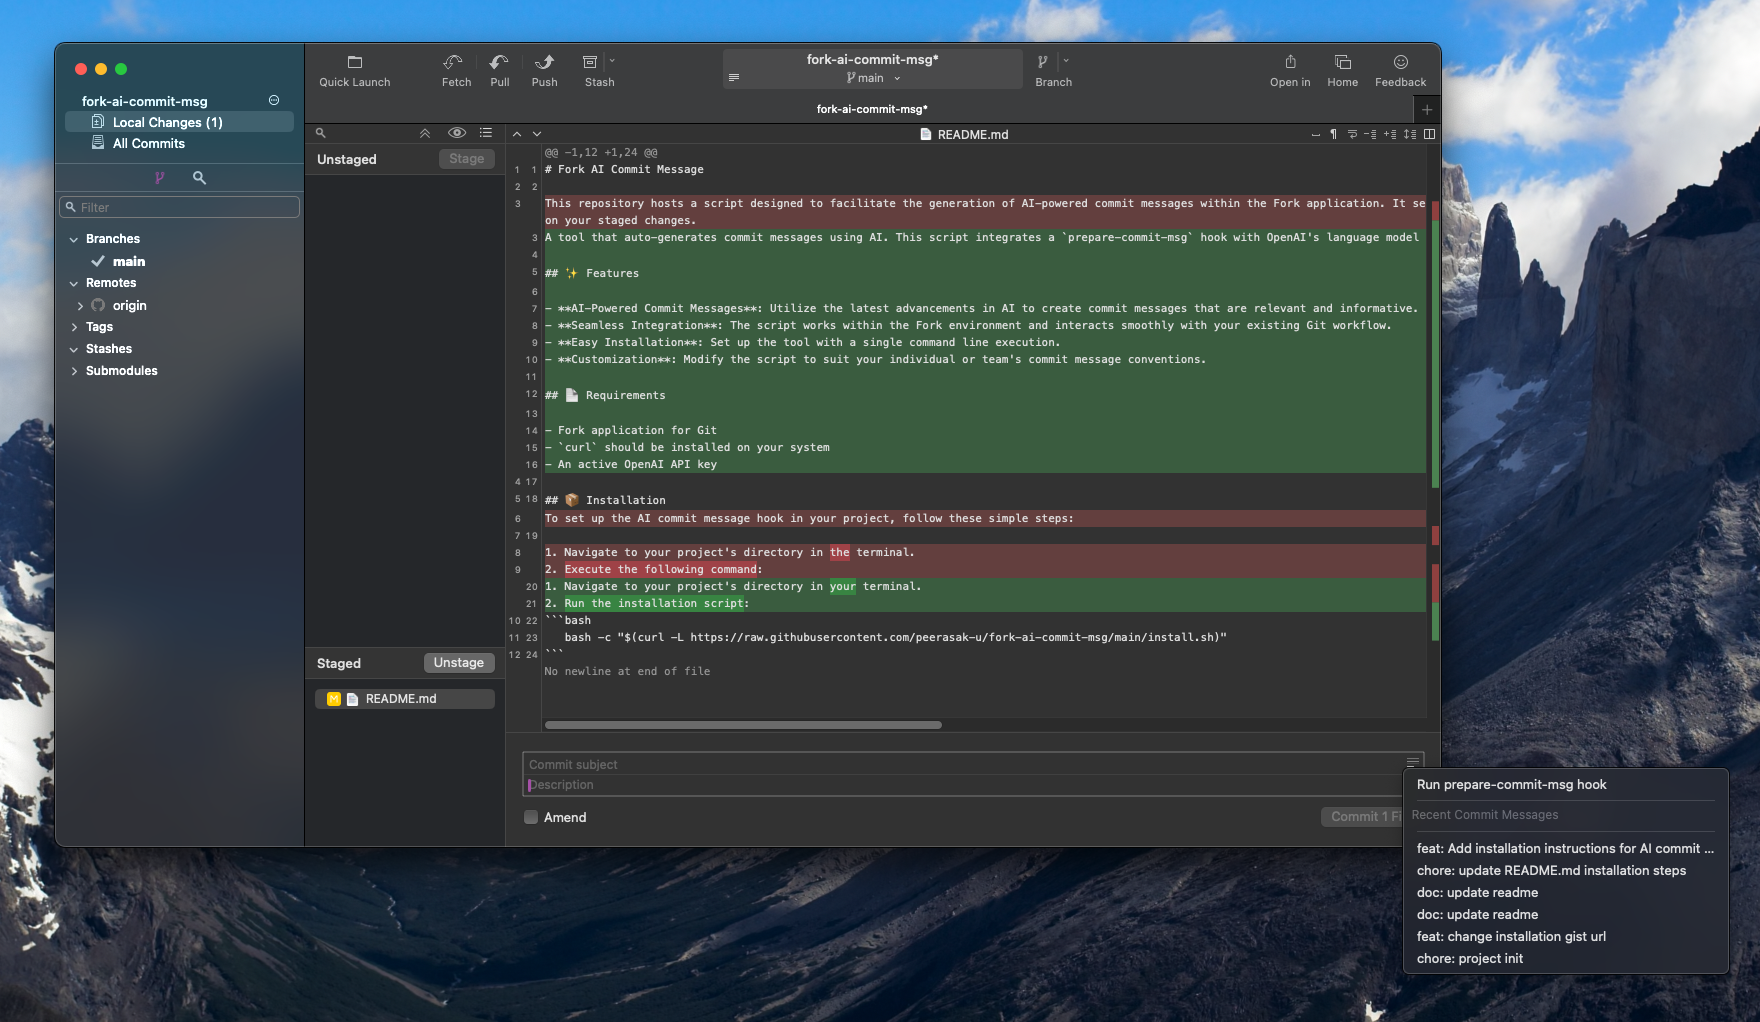 Quick Launch
Fetch
Pull
Push
Stash
fork-ai-commit-msg*
main
Branch
Open in
Home
Feedback
fork-ai-commit-msg
Local Changes (1)
All Commits
Filter
Branches
main
Remotes
origin
Tags
Stashes
Submodules
fork-ai-commit-msg*
Unstaged
Stage
Staged
Unstage
M README.md
README.md
@@ -1,12 +1,24 @@
1 1 # Fork AI Commit Message
2 2
3 This repository hosts a script designed to facilitate the generation of AI-powered commit messages within the Fork application. It se
on your staged changes.
3 A tool that auto-generates commit messages using AI. This script integrates a `prepare-commit-msg` hook with OpenAI's language model
4
5 ## ✨ Features
6
7 - **AI-Powered Commit Messages**: Utilize the latest advancements in AI to create commit messages that are relevant and informative.
8 - **Seamless Integration**: The script works within the Fork environment and interacts smoothly with your existing Git workflow.
9 - **Easy Installation**: Set up the tool with a single command line execution.
10 - **Customization**: Modify the script to suit your individual or team's commit message conventions.
11
12 ## 📄 Requirements
13
14 - Fork application for Git
15 - `curl` should be installed on your system
16 - An active OpenAI API key
4 17
5 18 ## 📦 Installation
6 To set up the AI commit message hook in your project, follow these simple steps:
7 19
8 1. Navigate to your project's directory in the terminal.
9 2. Execute the following command:
20 1. Navigate to your project's directory in your terminal.
21 2. Run the installation script:
10 22 ```bash
11 23 bash -c "$(curl -L https://raw.githubusercontent.com/peerasak-u/fork-ai-commit-msg/main/install.sh)"
12 24 ```
No newline at end of file
Commit subject
Description
Amend
Commit 1 Fi
Run prepare-commit-msg hook
Recent Commit Messages
feat: Add installation instructions for AI commit ...
chore: update README.md installation steps
doc: update readme
doc: update readme
feat: change installation gist url
chore: project init